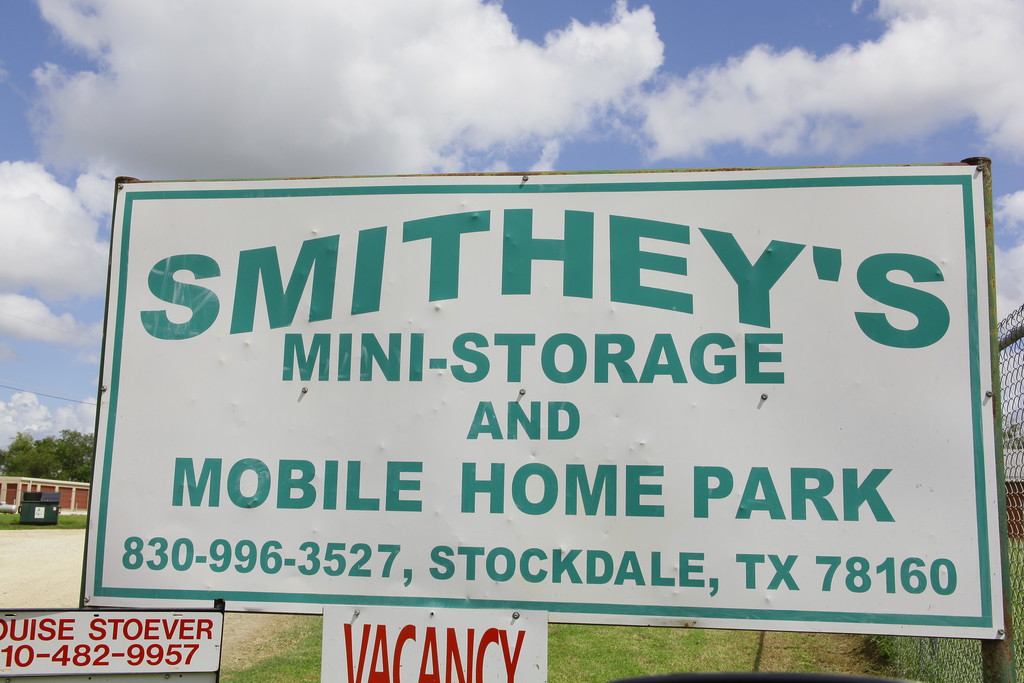 SMITHEY'S
MINI-STORAGE
AND
MOBILE HOME PARK
830-996-3527, STOCKDALE, TX 78160
OUISE STOEVER
10-482-9957
VACANCY